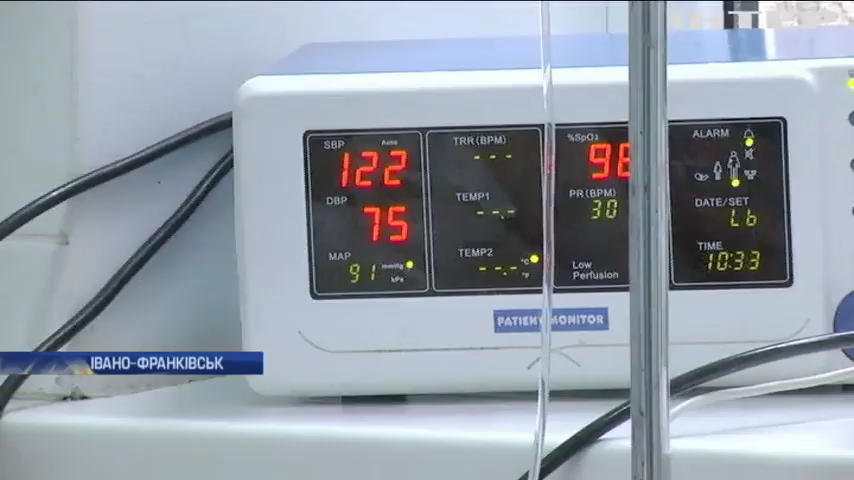 SBP
Auto
122
DBP
75
MAP
91
mmHg
kPa
TRR (BPM)
---
TEMP1
--.-
TEMP2
--.-
°C
°F
%SpO₂
PR (BPM)
30
Low
Perfusion
ALARM
DATE/SET
Lb
TIME
10:33
PATIENT MONITOR
ІВАНО-ФРАНКІВСЬК